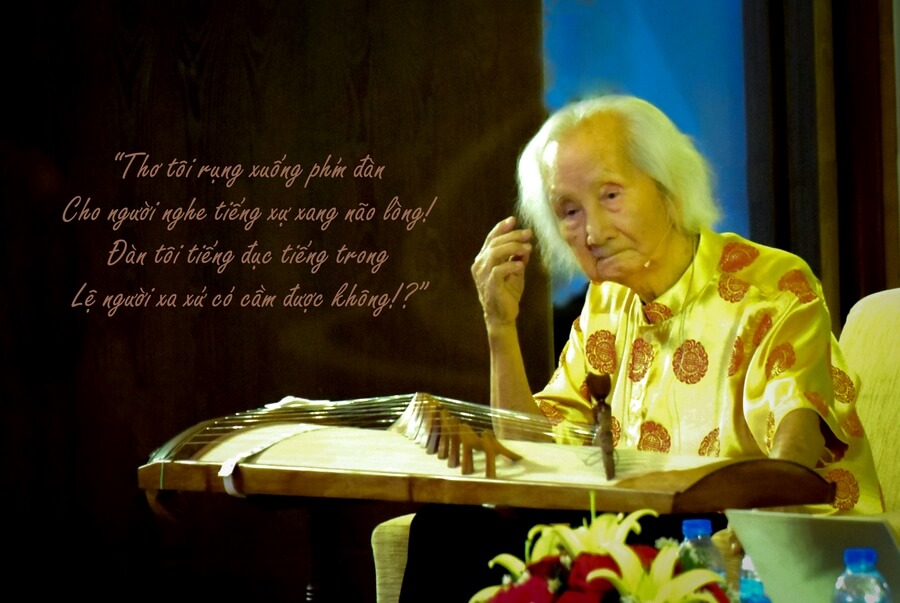 “Thơ tôi rụng xuống phím đàn
Cho người nghe tiếng xự xang não lòng!
Đàn tôi tiếng đục tiếng trong
Lệ người xa xứ có cầm được không!?”